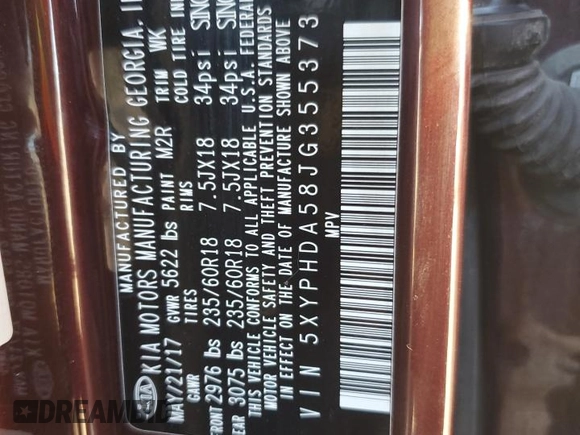 MANUFACTURED BY
KIA MOTORS MANUFACTURING GEORGIA,
KIA
MAY/21/17
GVWR 5622 lbs PAINT M2R TRIM WK
GAWR TIRES RIMS COLD TIRE
FRONT 2976 lbs 235/60R18 7.5JX18 34psi
3075 lbs 235/60R18 7.5JX18 34psi
THIS VEHICLE CONFORMS TO ALL APPLICABLE U.S.A. FEDERAL
MOTOR VEHICLE SAFETY AND THEFT PREVENTION STANDARDS
IN EFFECT ON THE DATE OF MANUFACTURE SHOWN ABOVE
VIN 5XYPHDA58JG355373
MPV
IDRIVESAFELY